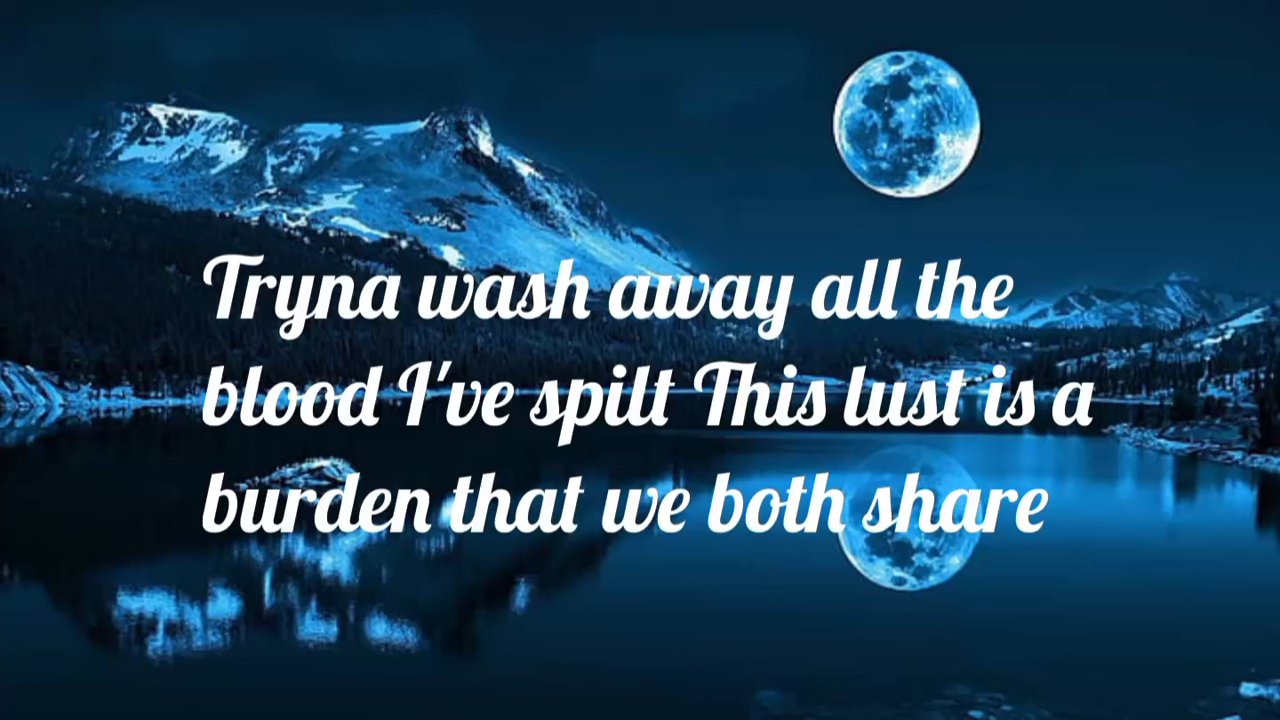 Tryna wash away all the
blood I've spilt This lust is a
burden that we both share